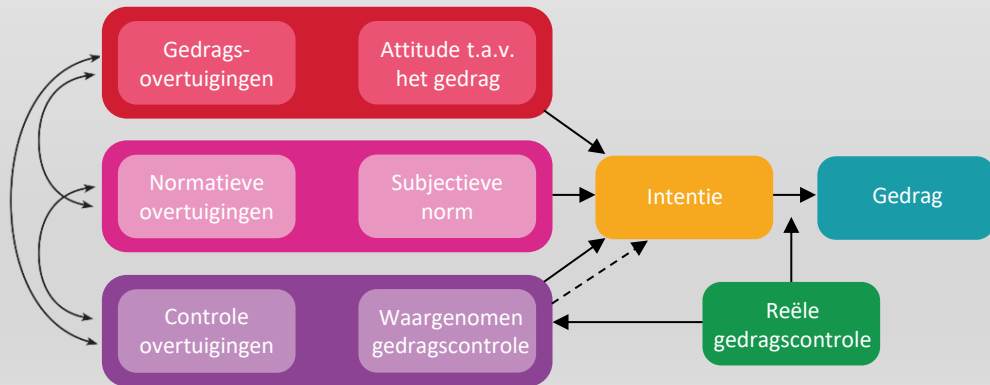 Gedrags-
overtuigingen
Attitude t.a.v.
het gedrag
Normatieve
overtuigingen
Subjectieve
norm
Intentie
Gedrag
Controle
overtuigingen
Waargenomen
gedragscontrole
Reële
gedragscontrole